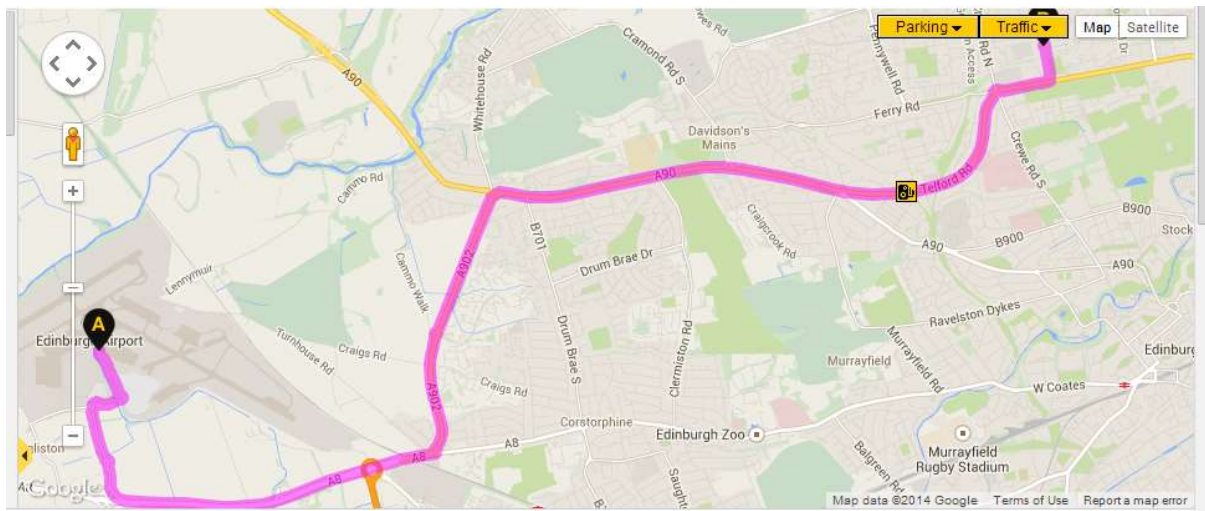 Parking
Traffic
Map
Satellite
A90
Whitehouse Rd
Cramond Rd S
Pennywell Rd
Rd N
Access
Dr
Ferry Rd
Davidson's
Mains
Crewe Rd S
Cammo Rd
A90
Telford Rd
B900
Stock
B701
Craigcrook Rd
A90
B900
A902
Cammo Walk
Drum Brae Dr
A90
Lennymuir
Ravelston Dykes
A
Edinburgh Airport
Turnhouse Rd
Craigs Rd
Drum Brae S
Clermiston Rd
Murrayfield
Murrayfield Rd
Edinburg
A902
Craigs Rd
W Coates
Corstorphine
A8
Edinburgh Zoo
Balgreen Rd
Murrayfield
Rugby Stadium
A8
A8
gliston
Saught
Google
Map data ©2014 Google
Terms of Use
Report a map error